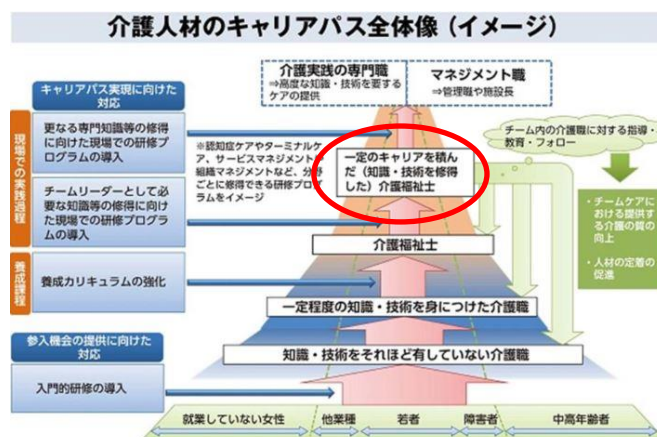 介護人材のキャリアパス全体像（イメージ）
キャリアパス実現に向けた
対応
現場での実践過程
更なる専門知識等の修得
に向けた現場での研修プ
ログラムの導入
チームリーダーとして必
要な知識等の修得に向け
た現場での研修プログラム
の導入
養成課程
養成カリキュラムの強化
参入機会の提供に向けた
対応
入門的研修の導入
介護実践の専門職
⇒高度な知識・技術を要する
ケアの提供
マネジメント職
⇒管理職や施設長
※認知症ケアやターミナルケ
ア、サービスマネジメント
組織マネジメントなど、分野
ごとに修得できる研修プログ
ラムをイメージ
一定のキャリアを積ん
だ（知識・技術を修得
した）介護福祉士
介護福祉士
一定程度の知識・技術を身につけた介護職
知識・技術をそれほど有していない介護職
チーム内の介護職に対する指導・
教育・フォロー
・チームケアに
おける提供す
る介護の質の
向上
・人材の定着の
促進
就業していない女性
他業種
若者
障害者
中高年齢者